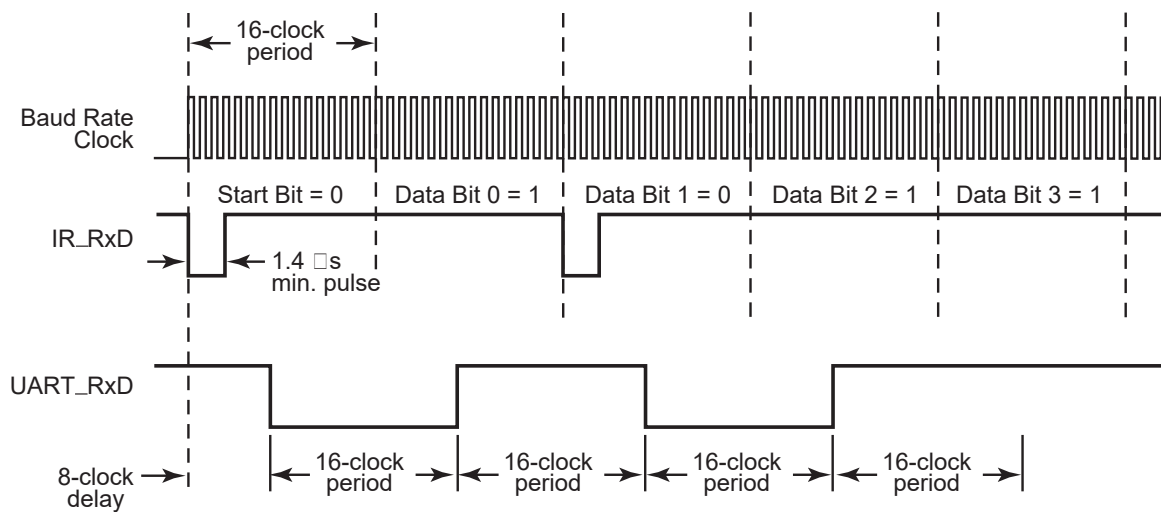 16-clock
period
Baud Rate
Clock
Start Bit = 0
Data Bit 0 = 1
Data Bit 1 = 0
Data Bit 2 = 1
Data Bit 3 = 1
IR_RxD
1.4 □s
min. pulse
UART_RxD
8-clock
delay
16-clock
period
16-clock
period
16-clock
period
16-clock
period